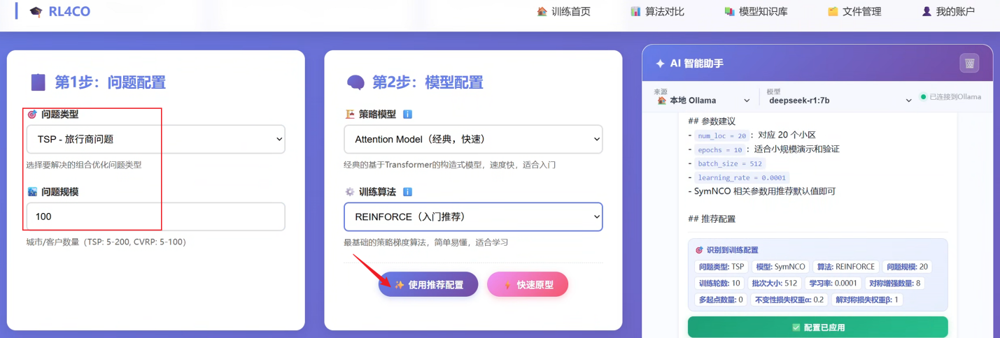 RL4CO
训练首页
算法对比
模型知识库
文件管理
我的账户
第1步：问题配置
问题类型
TSP - 旅行商问题
选择要解决的组合优化问题类型
问题规模
100
城市/客户数量（TSP: 5-200, CVRP: 5-100）
第2步：模型配置
策略模型
Attention Model（经典，快速）
经典的基于Transformer的构造式模型，速度快，适合入门
训练算法
REINFORCE（入门推荐）
最基础的策略梯度算法，简单易懂，适合学习
使用推荐配置
快速原型
AI 智能助手
来源
本地 Ollama
模型
deepseek-r1:7b
已连接到Ollama
## 参数建议
- num_loc = 20 ：对应 20 个小区
- epochs = 10 ：适合小规模演示和验证
- batch_size = 512
- learning_rate = 0.0001
- SymNCO 相关参数用推荐默认值即可
## 推荐配置
识别到训练配置
问题类型: TSP 模型: SymNCO 算法: REINFORCE 问题规模: 20
训练轮数: 10 批次大小: 512 学习率: 0.0001 对称增强数量: 8
多起点数量: 0 不变性损失权重α: 0.2 解对称损失权重β: 1
配置已应用